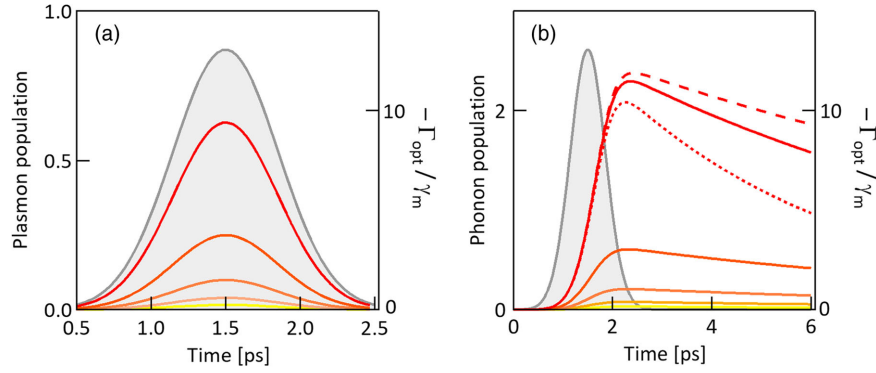 (a)
Plasmon population
1.0
0.5
0.0
0.5
1.0
1.5
2.0
2.5
Time [ps]
10
0
− Γopt / γm
(b)
Phonon population
2
0
0
2
4
6
Time [ps]
10
0
− Γopt / γm